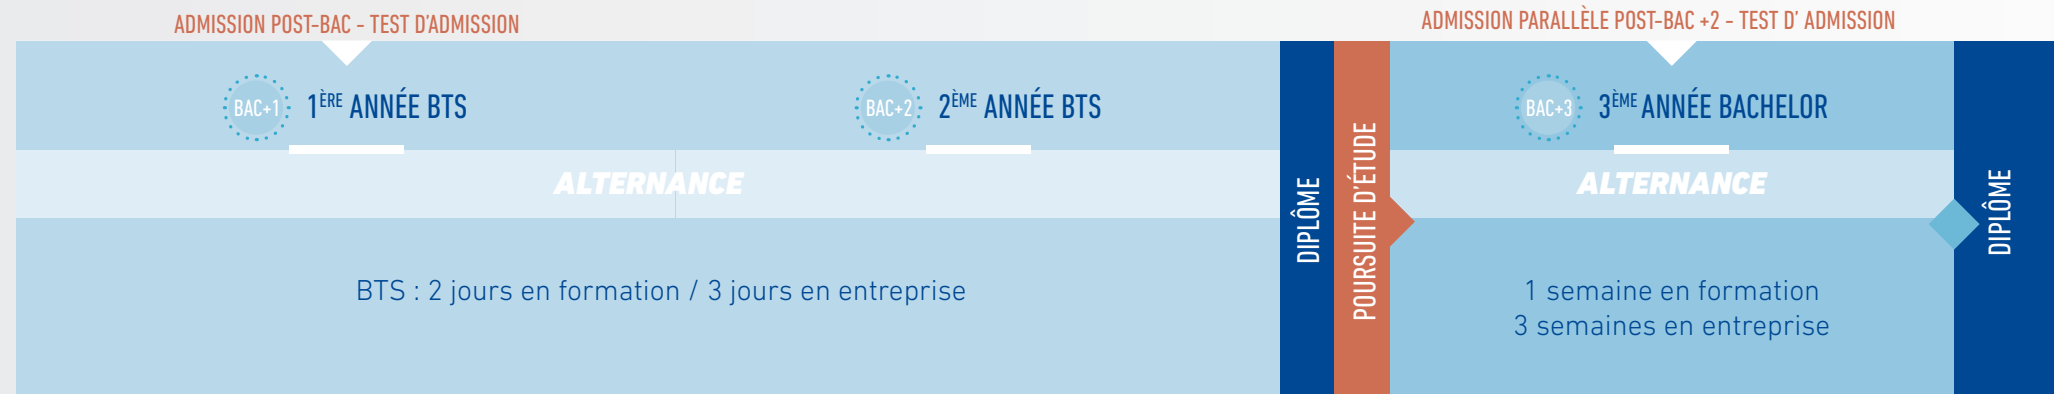 ADMISSION POST-BAC - TEST D'ADMISSION
ADMISSION PARALLÈLE POST-BAC +2 - TEST D' ADMISSION
BAC+1 1ÈRE ANNÉE BTS
BAC+2 2ÈME ANNÉE BTS
ALTERNANCE
BTS : 2 jours en formation / 3 jours en entreprise
DIPLÔME
POURSUITE D'ÉTUDE
BAC+3 3ÈME ANNÉE BACHELOR
ALTERNANCE
1 semaine en formation
3 semaines en entreprise
DIPLÔME